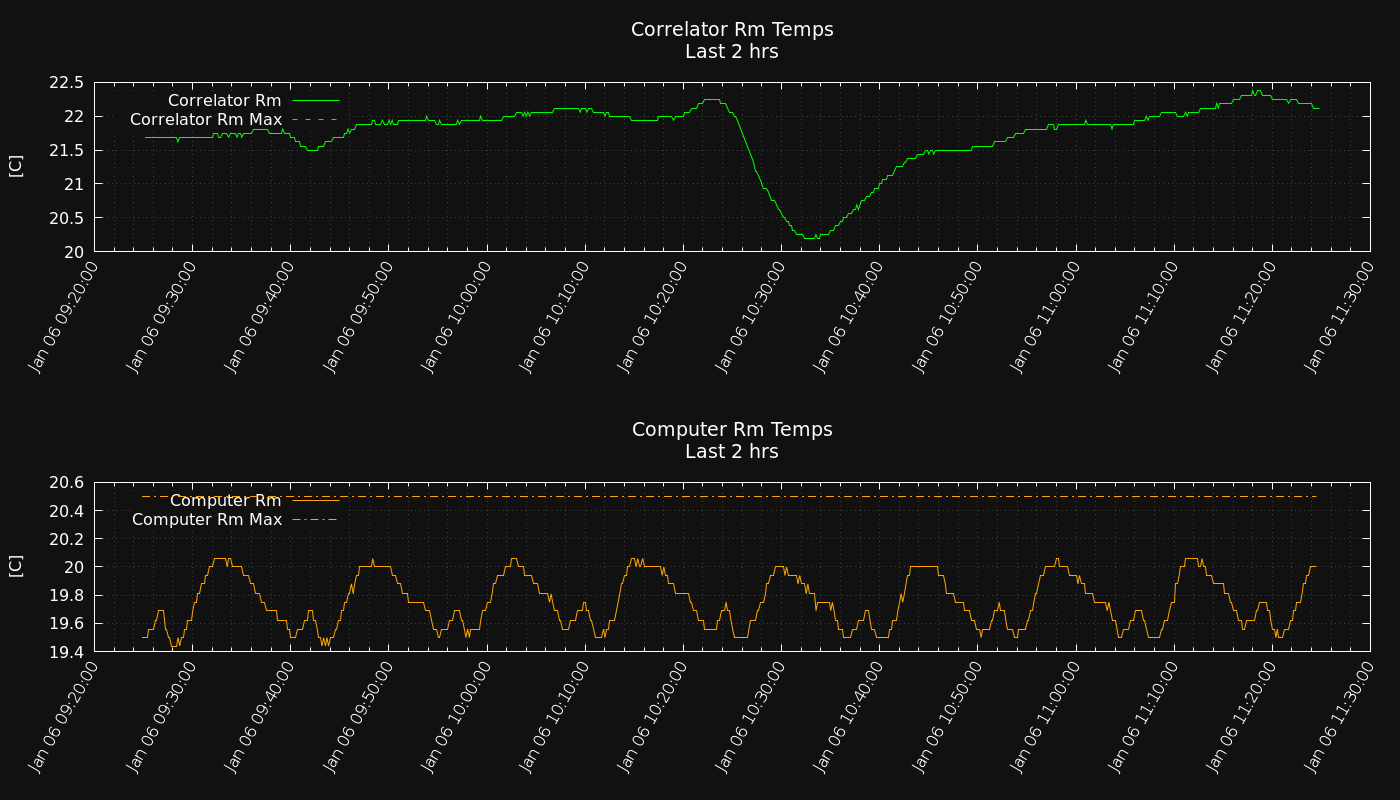 Correlator Rm Temps
Last 2 hrs
22.5
22
21.5
21
20.5
20
[C]
Correlator Rm
Correlator Rm Max
Jan 06 09:20:00
Jan 06 09:30:00
Jan 06 09:40:00
Jan 06 09:50:00
Jan 06 10:00:00
Jan 06 10:10:00
Jan 06 10:20:00
Jan 06 10:30:00
Jan 06 10:40:00
Jan 06 10:50:00
Jan 06 11:00:00
Jan 06 11:10:00
Jan 06 11:20:00
Jan 06 11:30:00
Computer Rm Temps
Last 2 hrs
20.6
20.4
20.2
20
19.8
19.6
19.4
[C]
Computer Rm
Computer Rm Max
Jan 06 09:20:00
Jan 06 09:30:00
Jan 06 09:40:00
Jan 06 09:50:00
Jan 06 10:00:00
Jan 06 10:10:00
Jan 06 10:20:00
Jan 06 10:30:00
Jan 06 10:40:00
Jan 06 10:50:00
Jan 06 11:00:00
Jan 06 11:10:00
Jan 06 11:20:00
Jan 06 11:30:00